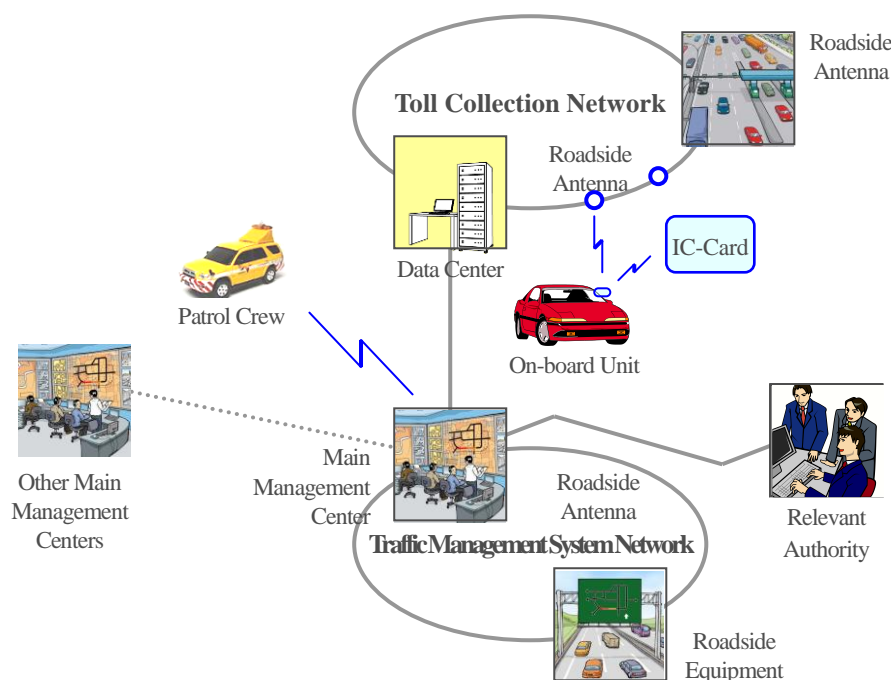 Roadside
Antenna
Toll Collection Network
Roadside
Antenna
IC-Card
Data Center
Patrol Crew
On-board Unit
Main
Management
Center
Other Main
Management
Centers
Roadside
Antenna
Relevant
Authority
Traffic Management System Network
Roadside
Equipment